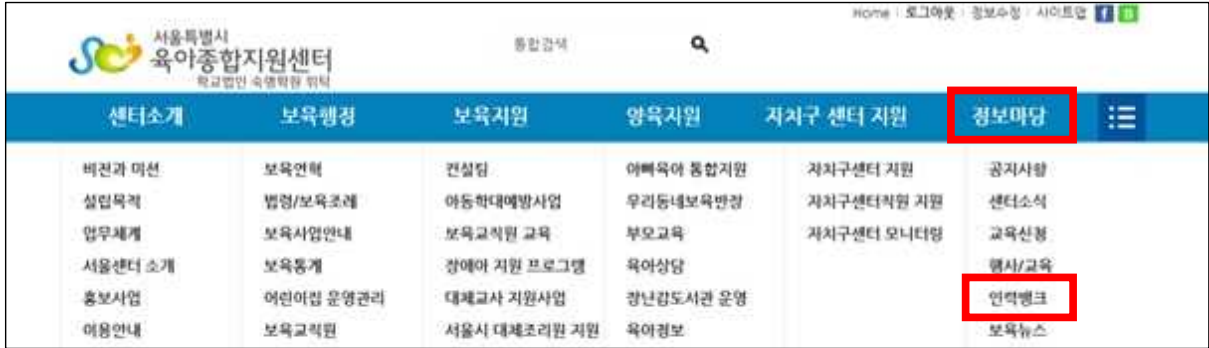 Home 로그아웃 정보수정 사이트맵
서울특별시
육아종합지원센터
학교법인 숙명학원 위탁
통합검색
센터소개 보육행정 보육지원 양육지원 자치구 센터 지원 정보마당
비전과 미션 보육연혁 컨설팅 아빠육아 통합지원 자치구센터 지원 공지사항
설립목적 법령/보육조례 아동학대예방사업 우리동네보육반장 자치구센터직원 지원 센터소식
업무체계 보육사업안내 보육교직원 교육 부모교육 자치구센터 모니터링 교육신청
서울센터 소개 보육통계 장애아 지원 프로그램 육아상담 행사/교육
홍보사업 어린이집 운영관리 대체교사 지원사업 장난감도서관 운영 인력뱅크
이용안내 보육교직원 서울시 대체조리원 지원 육아정보 보육뉴스